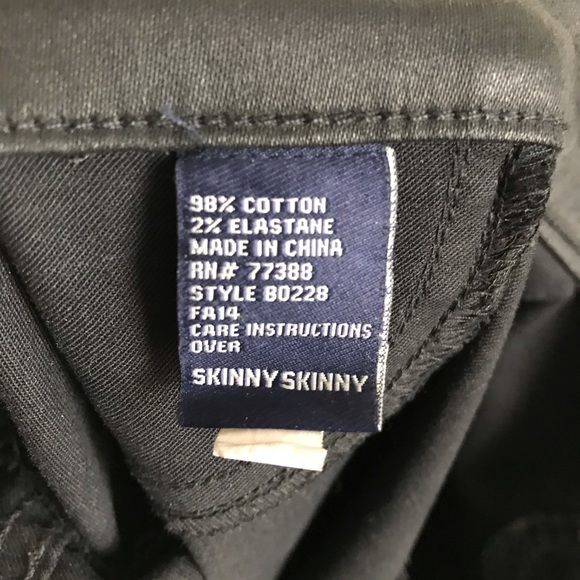 98% COTTON
2% ELASTANE
MADE IN CHINA
RN# 77388
STYLE 80228
FA14
CARE INSTRUCTIONS
OVER
SKINNY SKINNY